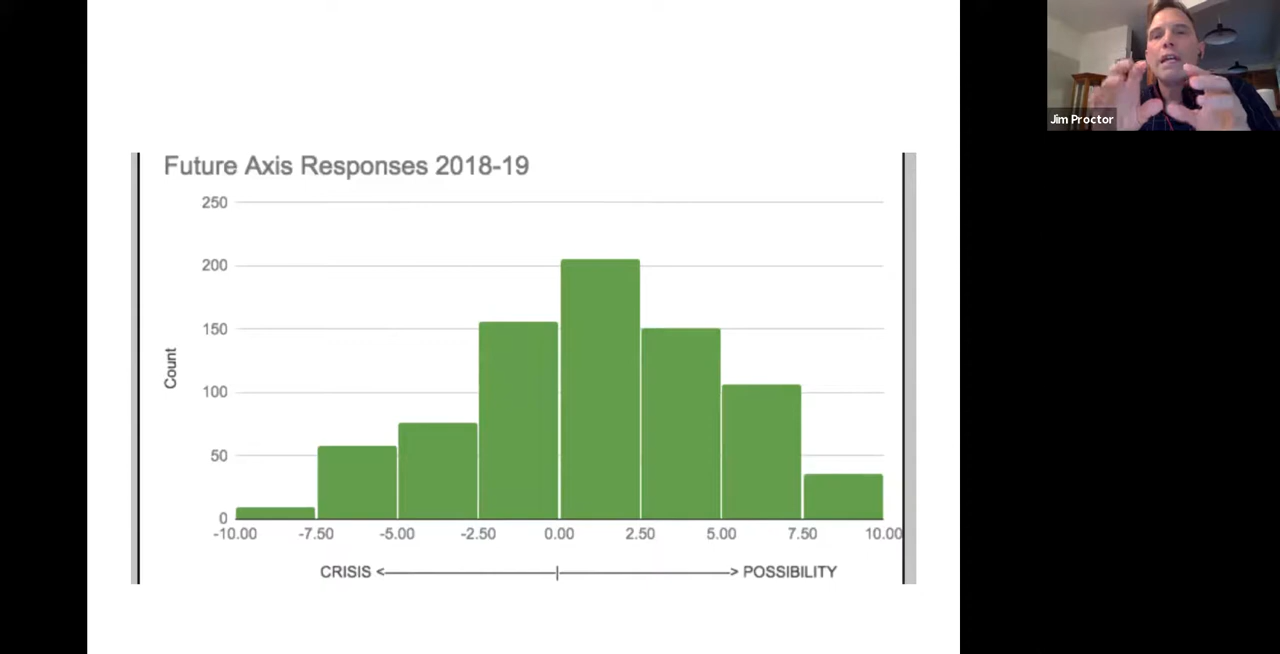 Jim Proctor
Future Axis Responses 2018-19
250
200
150
100
50
0
Count
-10.00 -7.50 -5.00 -2.50 0.00 2.50 5.00 7.50 10.00
CRISIS <—————|—————> POSSIBILITY